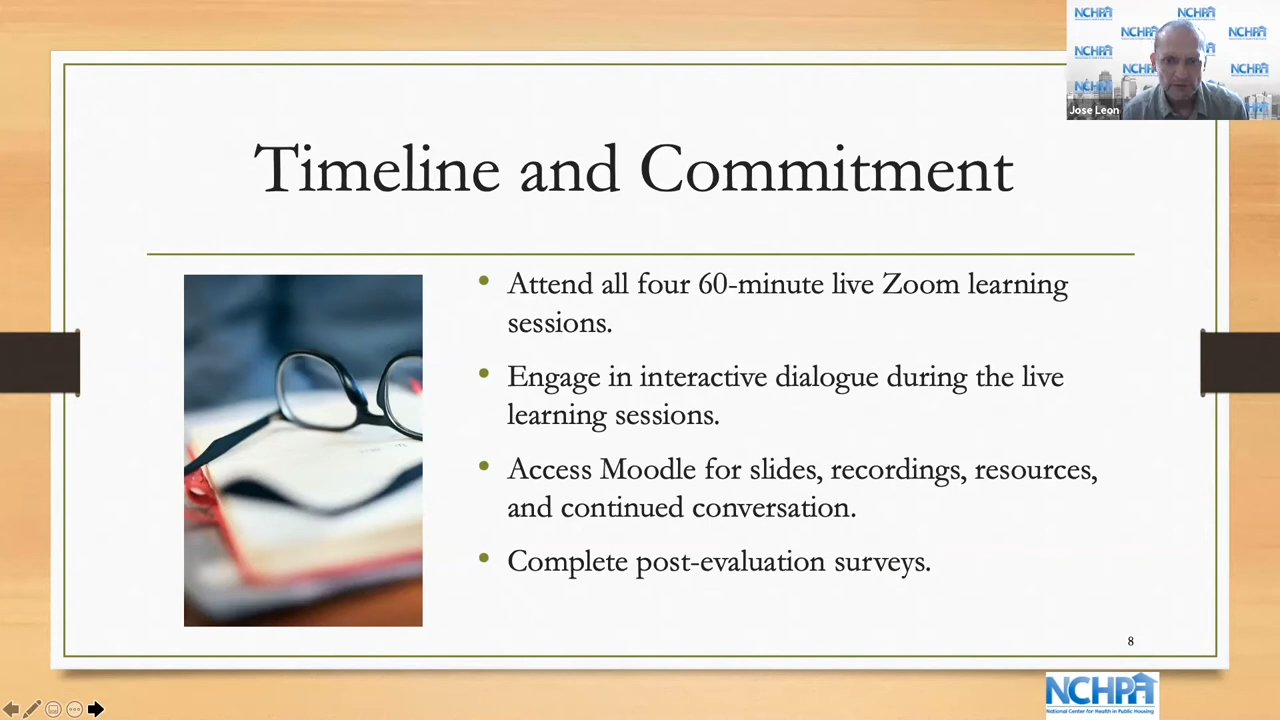 NCHPH
NCHPH
NCHPH
NCHPH
NCHPH
NCHPH
NCHPH
Jose Leon
Timeline and Commitment
• Attend all four 60-minute live Zoom learning
sessions.
• Engage in interactive dialogue during the live
learning sessions.
• Access Moodle for slides, recordings, resources,
and continued conversation.
• Complete post-evaluation surveys.
8
NCHPH
National Center for Health in Public Housing